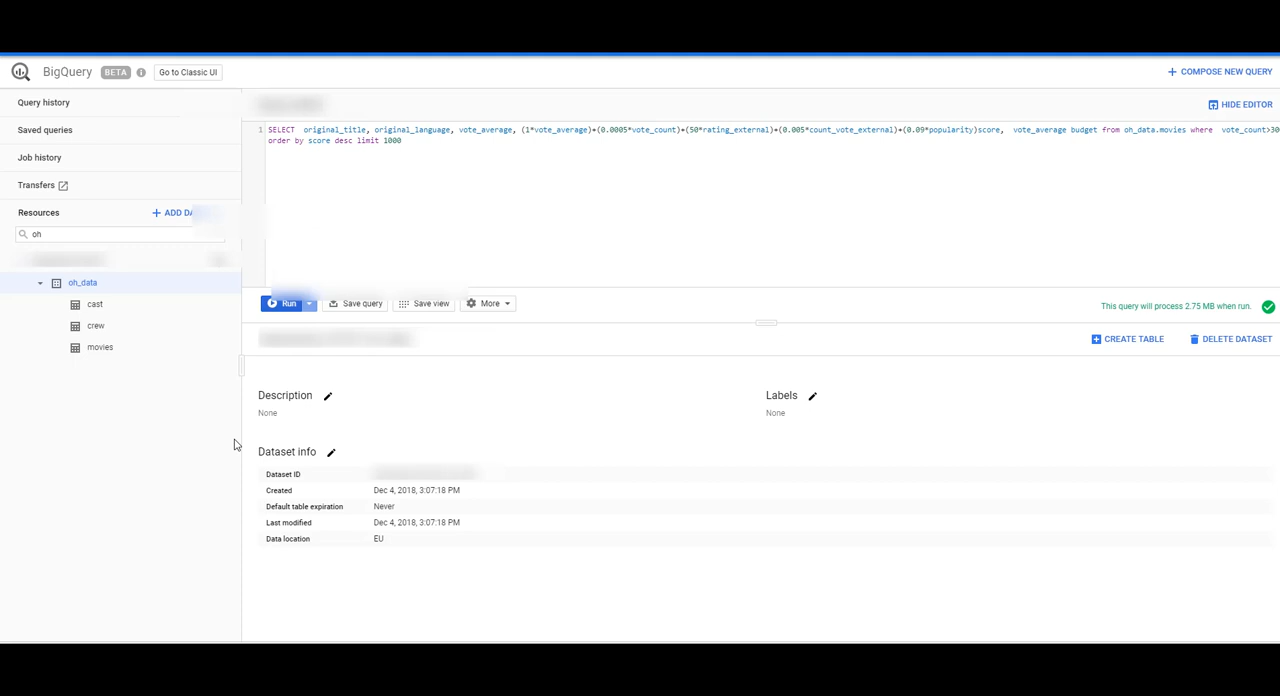 BigQuery BETA Go to Classic UI
COMPOSE NEW QUERY
Query history
HIDE EDITOR
Saved queries
1 SELECT original_title, original_language, vote_average, (1*vote_average)+(0.0005*vote_count)+(50*rating_external)+(0.005*count_vote_external)+(0.09*popularity)score, vote_average budget from oh_data.movies where vote_count>30
order by score desc limit 1000
Job history
Transfers
Resources
+ ADD DA
oh
oh_data
cast
crew
movies
Run
Save query
Save view
More
This query will process 2.75 MB when run.
CREATE TABLE
DELETE DATASET
Description
None
Labels
None
Dataset info
Dataset ID
Created Dec 4, 2018, 3:07:18 PM
Default table expiration Never
Last modified Dec 4, 2018, 3:07:18 PM
Data location EU